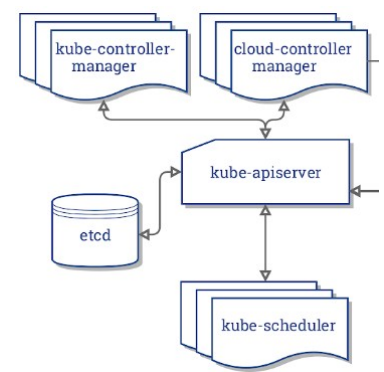 kube-controller-
manager
cloud-controller
manager
kube-apiserver
etcd
kube-scheduler